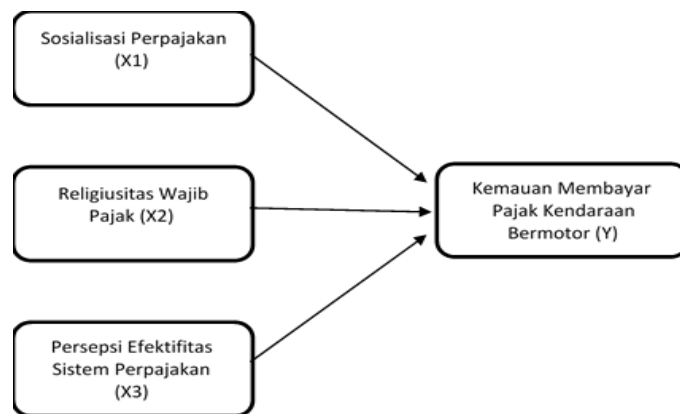 Sosialisasi Perpajakan
(X1)
Religiusitas Wajib
Pajak (X2)
Kemauan Membayar
Pajak Kendaraan
Bermotor (Y)
Persepsi Efektifitas
Sistem Perpajakan
(X3)